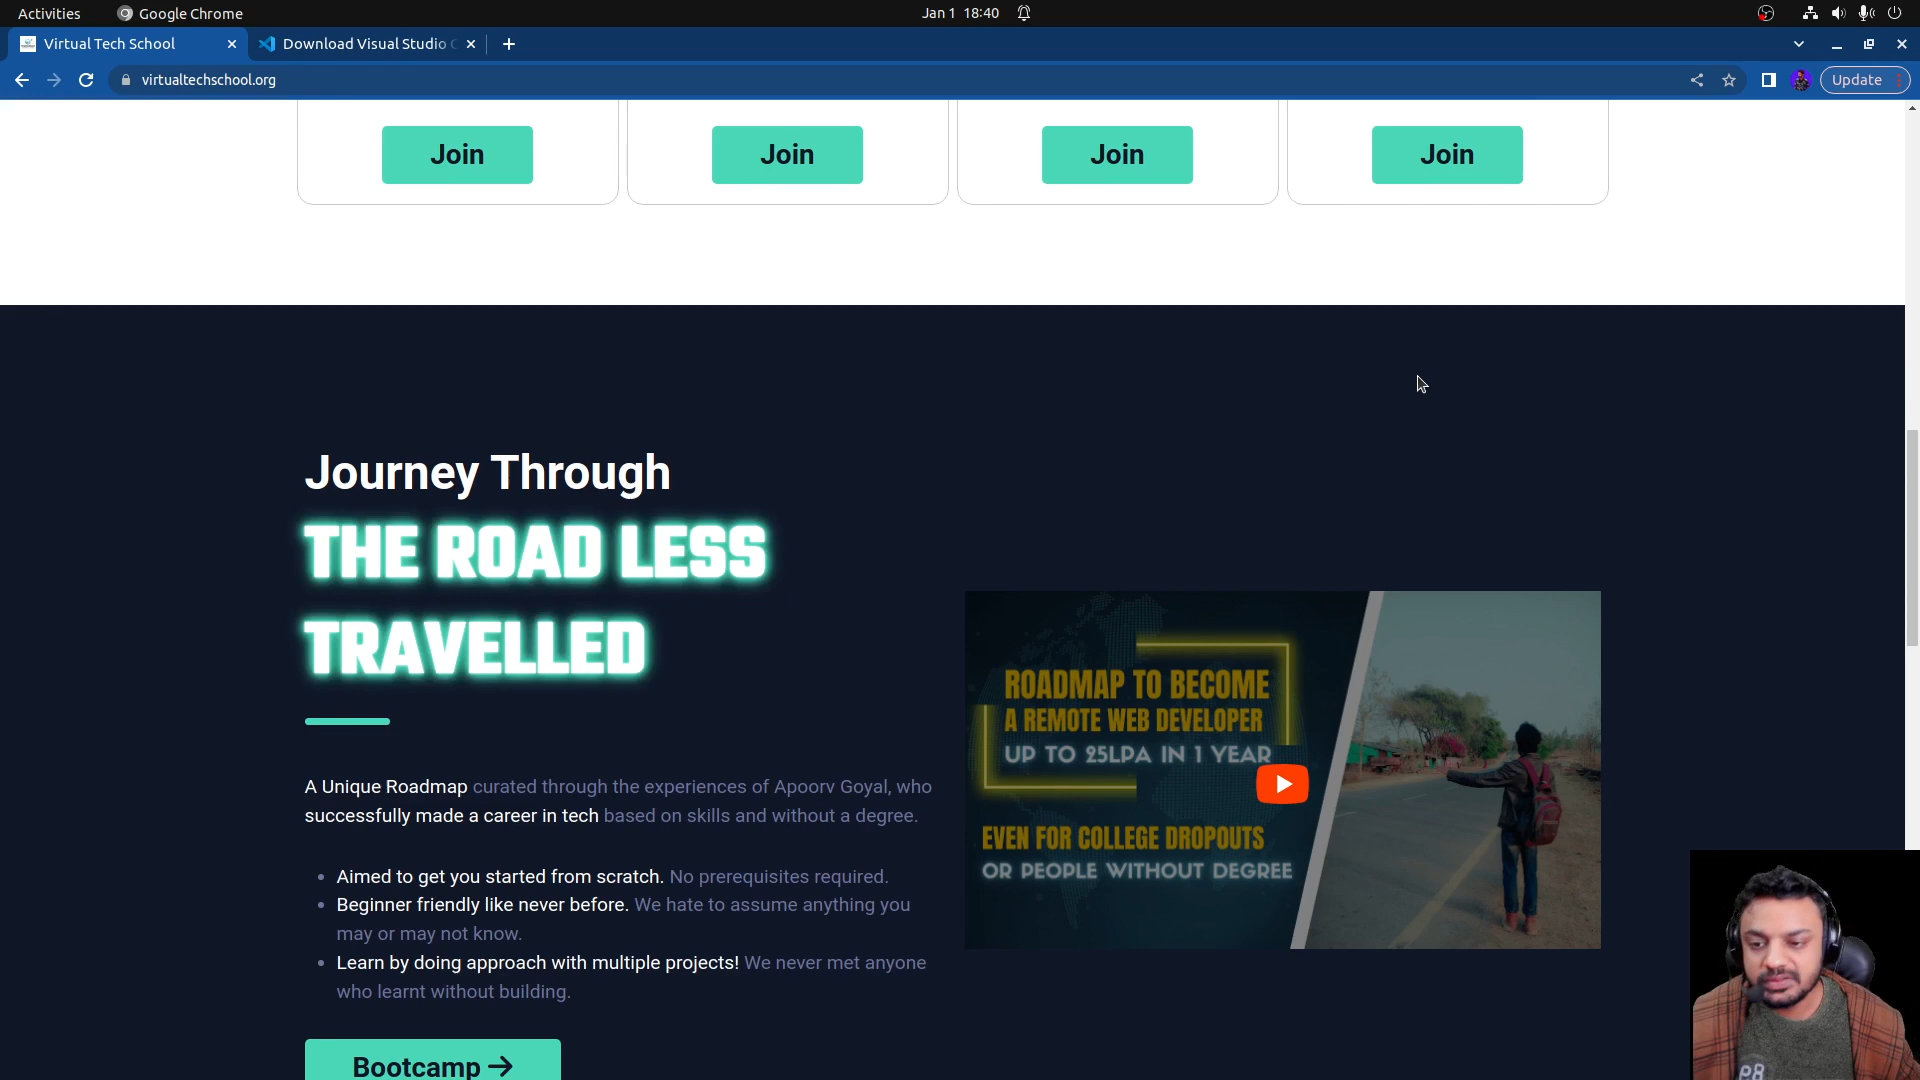 Activities
Google Chrome
Jan 1 18:40
Virtual Tech School
Download Visual Studio
virtualtechschool.org
Update
Join
Join
Join
Join
Journey Through
THE ROAD LESS
TRAVELLED
A Unique Roadmap curated through the experiences of Apoorv Goyal, who
successfully made a career in tech based on skills and without a degree.
Aimed to get you started from scratch. No prerequisites required.
Beginner friendly like never before. We hate to assume anything you
may or may not know.
Learn by doing approach with multiple projects! We never met anyone
who learnt without building.
Bootcamp →
ROADMAP TO BECOME
A REMOTE WEB DEVELOPER
UP TO 25LPA IN 1 YEAR
EVEN FOR COLLEGE DROPOUTS
OR PEOPLE WITHOUT DEGREE